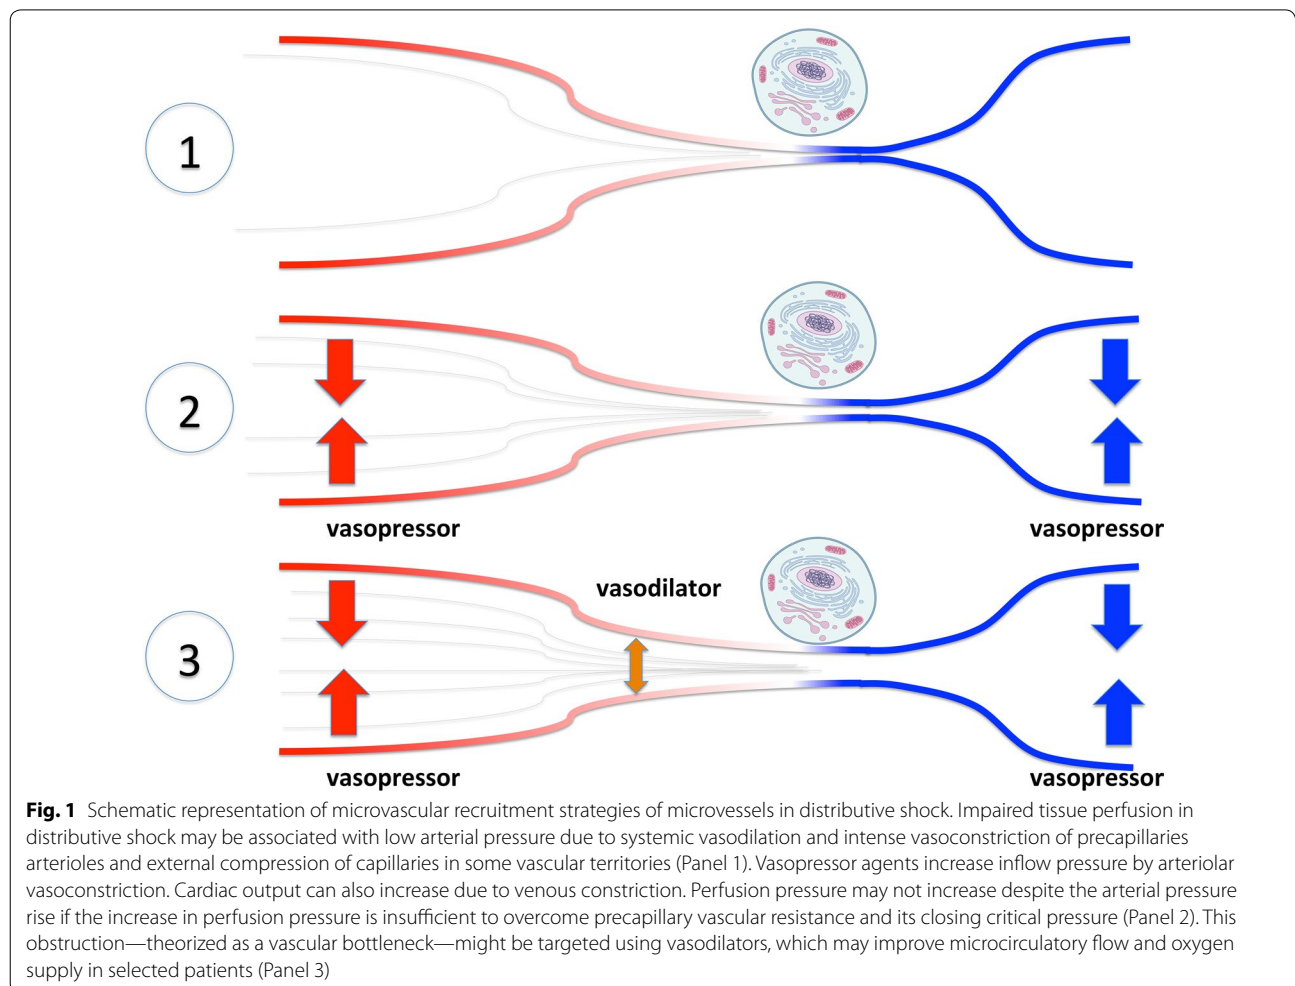 1
2
vasopressor
vasopressor
vasodilator
3
vasopressor
vasopressor
Fig. 1 Schematic representation of microvascular recruitment strategies of microvessels in distributive shock. Impaired tissue perfusion in
distributive shock may be associated with low arterial pressure due to systemic vasodilation and intense vasoconstriction of precapillaries
arterioles and external compression of capillaries in some vascular territories (Panel 1). Vasopressor agents increase inflow pressure by arteriolar
vasoconstriction. Cardiac output can also increase due to venous constriction. Perfusion pressure may not increase despite the arterial pressure
rise if the increase in perfusion pressure is insufficient to overcome precapillary vascular resistance and its closing critical pressure (Panel 2). This
obstruction—theorized as a vascular bottleneck—might be targeted using vasodilators, which may improve microcirculatory flow and oxygen
supply in selected patients (Panel 3)